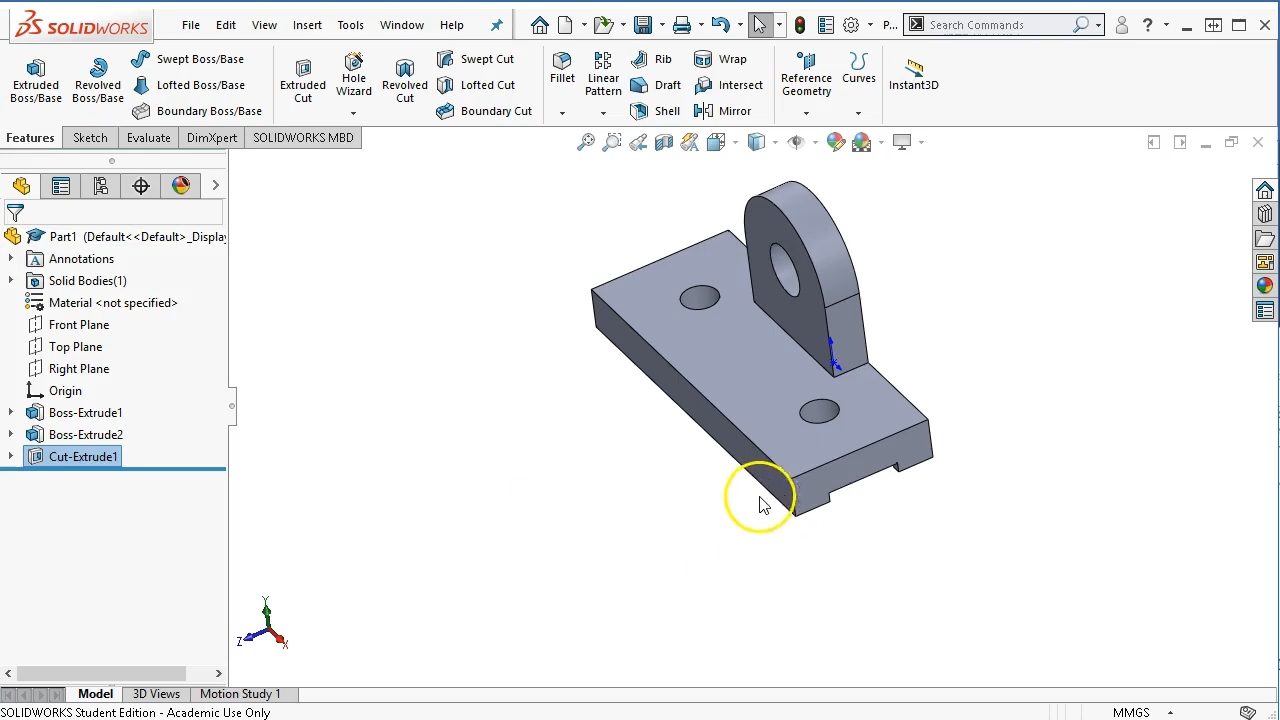 SOLIDWORKS File Edit View Insert Tools Window Help P... Search Commands ?
Extruded Boss/Base
Revolved Boss/Base
Swept Boss/Base
Lofted Boss/Base
Boundary Boss/Base
Extruded Cut
Hole Wizard
Revolved Cut
Swept Cut
Lofted Cut
Boundary Cut
Fillet
Linear Pattern
Rib
Draft
Shell
Wrap
Intersect
Mirror
Reference Geometry
Curves
Instant3D
Features Sketch Evaluate DimXpert SOLIDWORKS MBD
Part1 (Default<<Default>_Display
Annotations
Solid Bodies(1)
Material <not specified>
Front Plane
Top Plane
Right Plane
Origin
Boss-Extrude1
Boss-Extrude2
Cut-Extrude1
Y
Z X
Model 3D Views Motion Study 1
SOLIDWORKS Student Edition - Academic Use Only MMGS